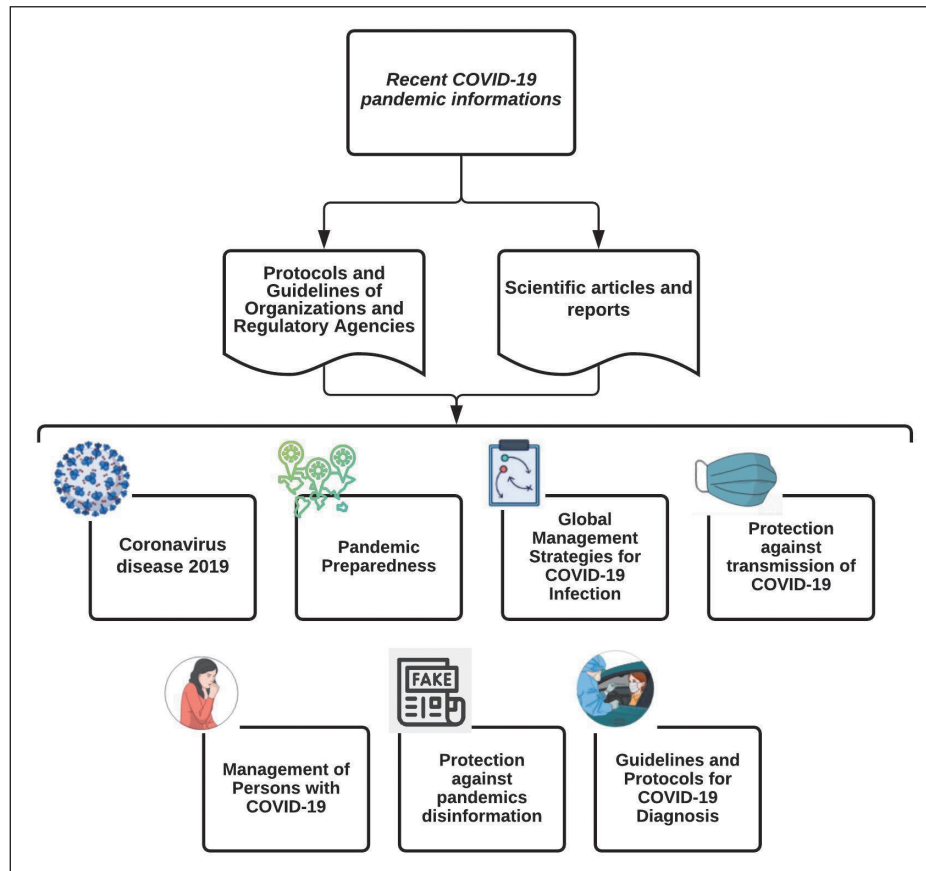 Recent COVID-19
pandemic informations
Protocols and
Guidelines of
Organizations and
Regulatory Agencies
Scientific articles and
reports
Coronavirus
disease 2019
Pandemic
Preparedness
Global
Management
Strategies for
COVID-19
Infection
Protection
against
transmission of
COVID-19
Management of
Persons with
COVID-19
FAKE
Protection
against
pandemics
disinformation
Guidelines and
Protocols for
COVID-19
Diagnosis